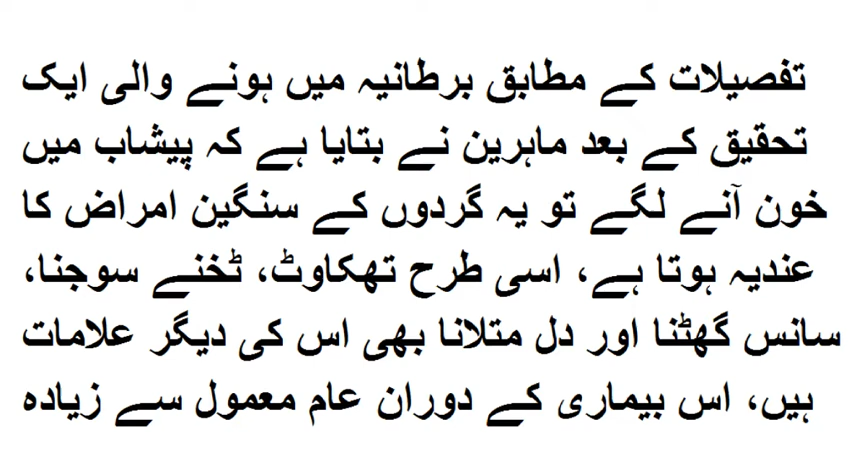 تفصیلات کے مطابق برطانیہ میں ہونے والی ایک
تحقیق کے بعد ماہرین نے بتایا ہے کہ پیشاب میں
خون آنے لگے تو یہ گردوں کے سنگین امراض کا
عندیہ ہوتا ہے، اسی طرح تھکاوٹ، ٹخنے سوجنا،
سانس گھٹنا اور دل متلانا بھی اس کی دیگر علامات
ہیں، اس بیماری کے دوران عام معمول سے زیادہ